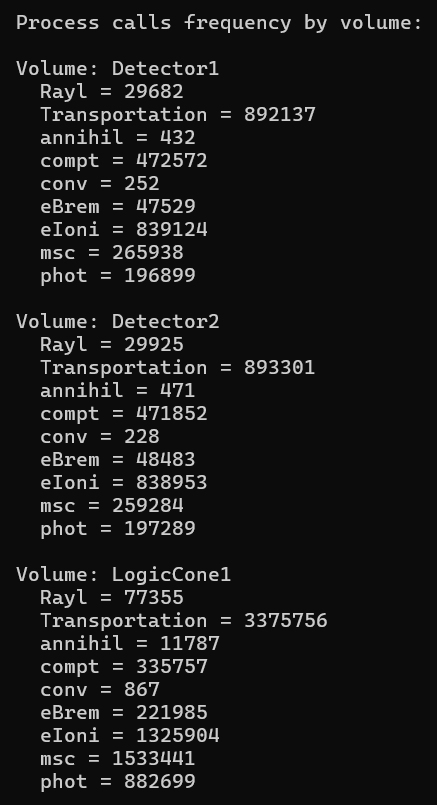 Process calls frequency by volume:
Volume: Detector1
Rayl = 29682
Transportation = 892137
annihil = 432
compt = 472572
conv = 252
eBrem = 47529
eIoni = 839124
msc = 265938
phot = 196899
Volume: Detector2
Rayl = 29925
Transportation = 893301
annihil = 471
compt = 471852
conv = 228
eBrem = 48483
eIoni = 838953
msc = 259284
phot = 197289
Volume: LogicCone1
Rayl = 77355
Transportation = 3375756
annihil = 11787
compt = 335757
conv = 867
eBrem = 221985
eIoni = 1325904
msc = 1533441
phot = 882699